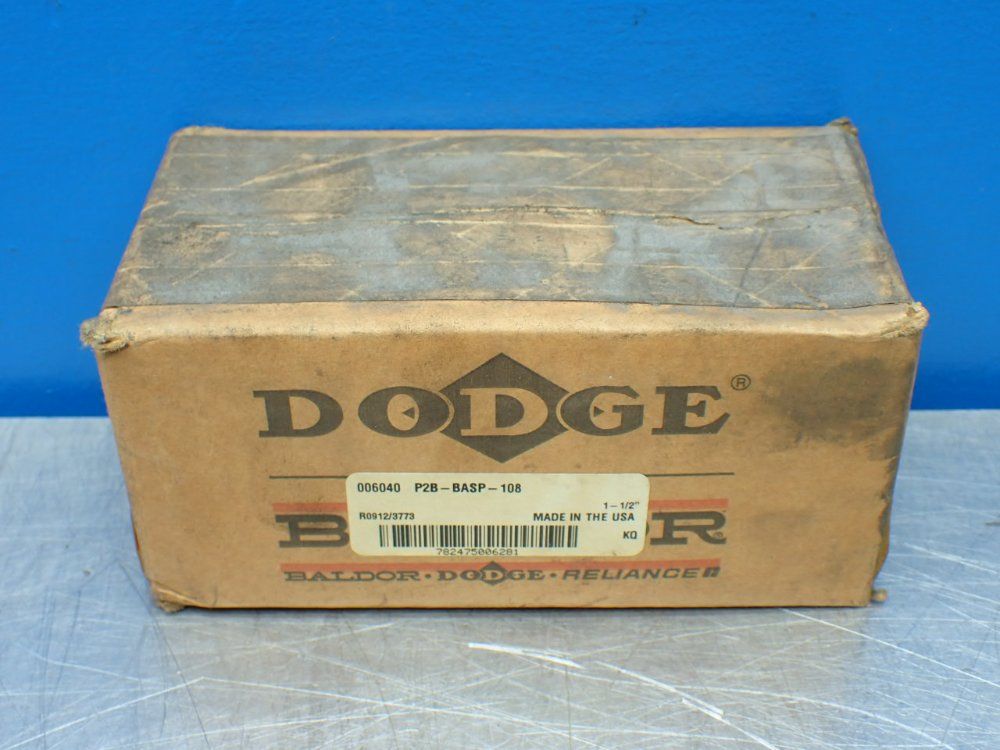 DODGE®
006040 P2B-BASP-108
1-1/2"
R0912/3773 MADE IN THE USA
KQ
782475006281
B R
BALDOR·DODGE·RELIANCE